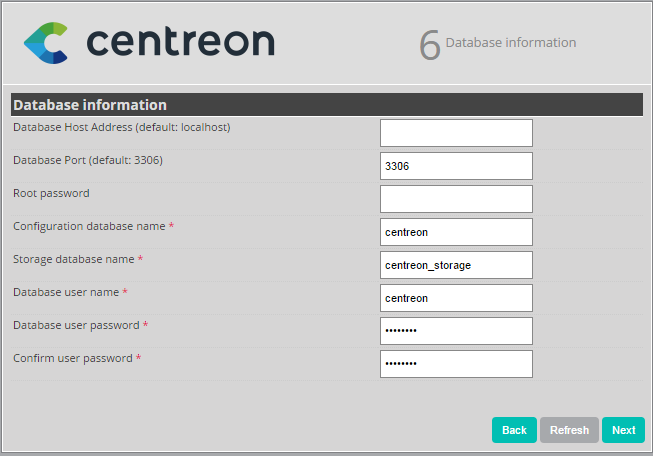 centreon
6 Database information
Database information
Database Host Address (default: localhost)
Database Port (default: 3306) 3306
Root password
Configuration database name * centreon
Storage database name * centreon_storage
Database user name * centreon
Database user password * ••••••••
Confirm user password * ••••••••
Back Refresh Next